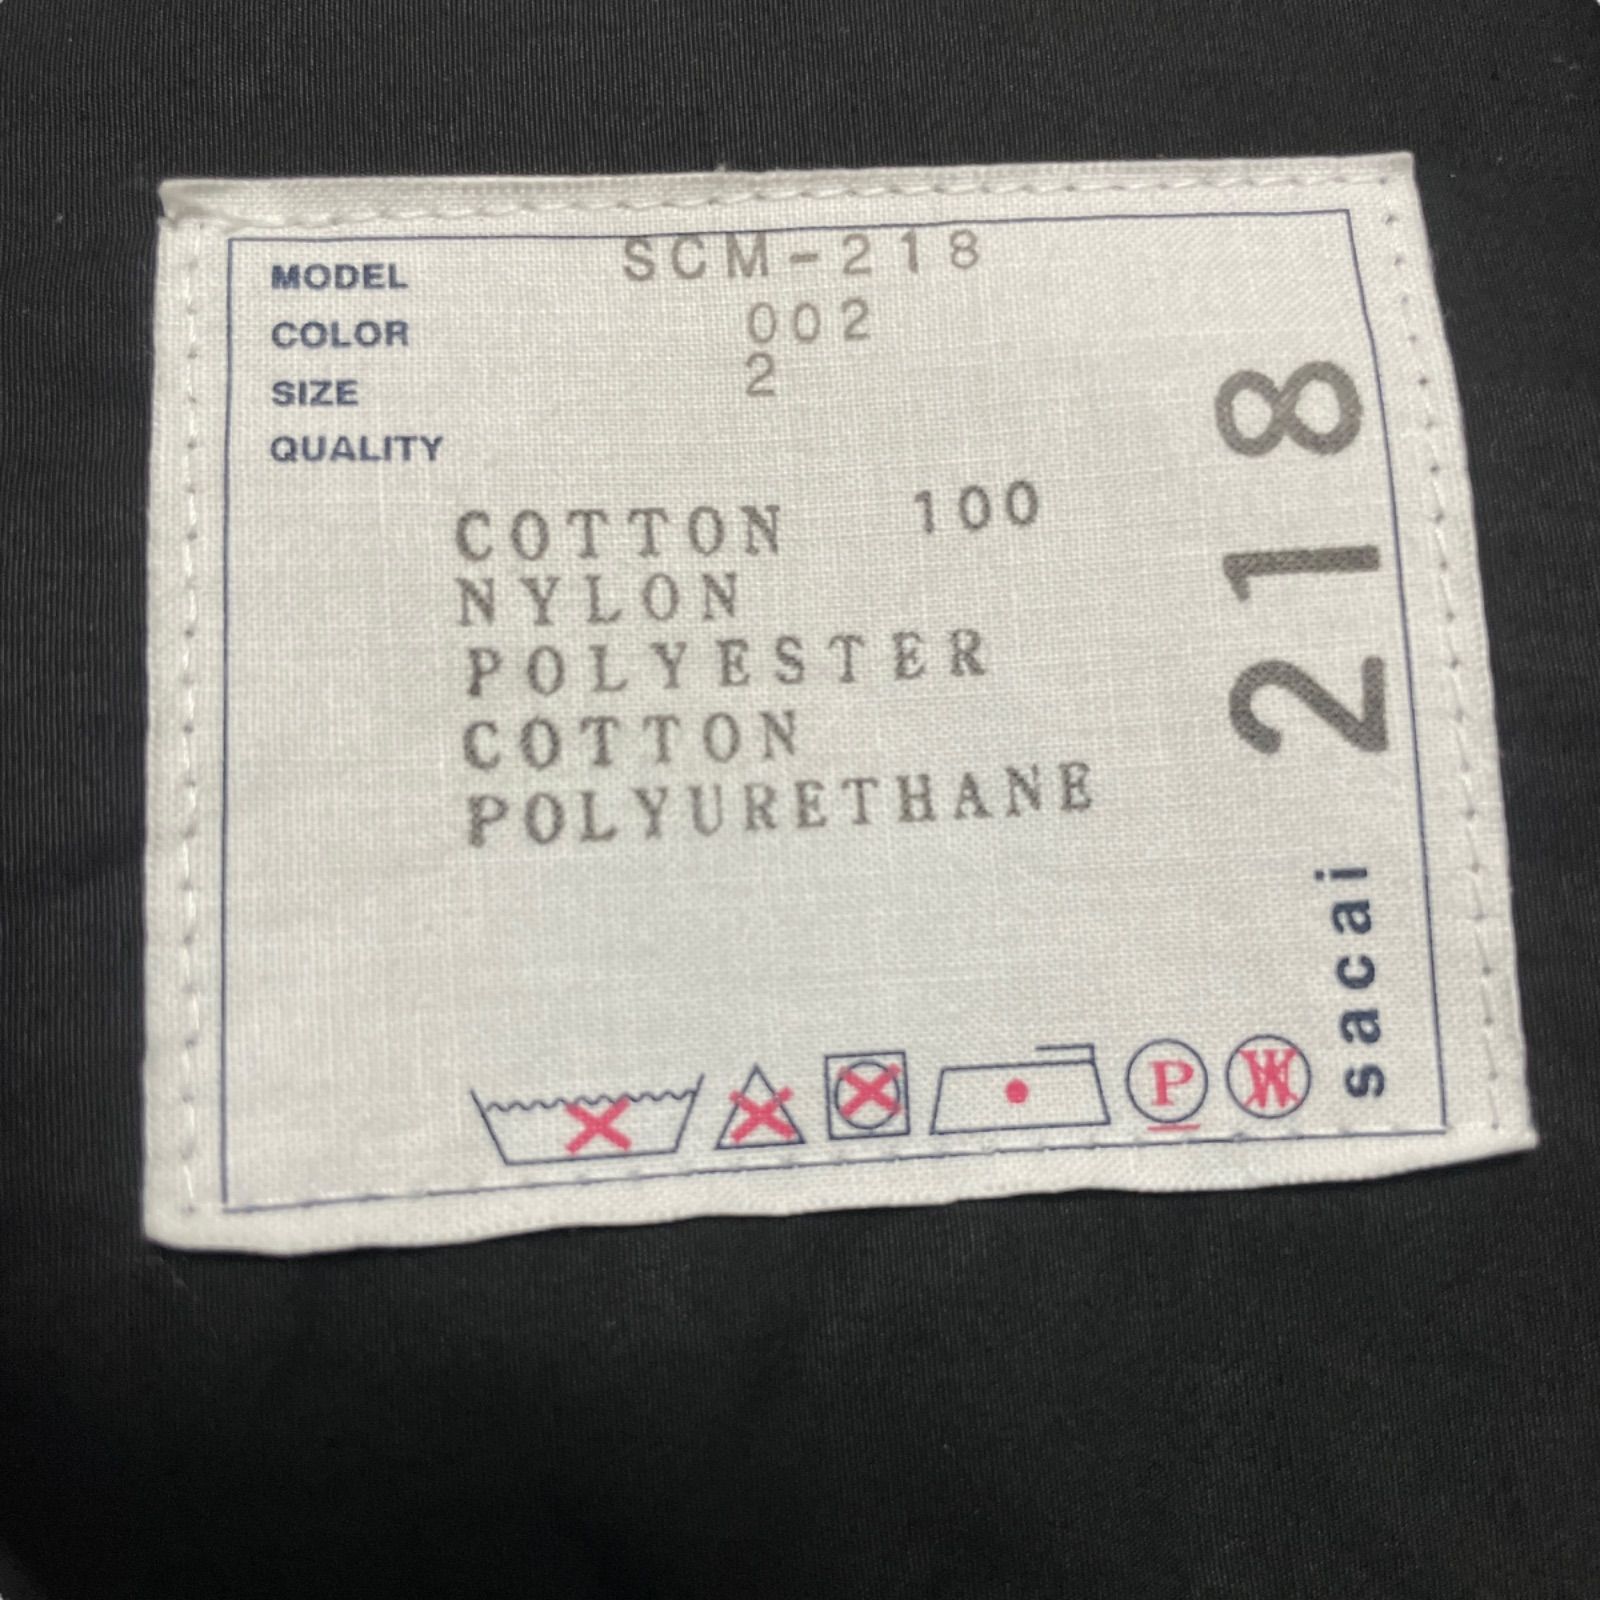 MODEL SCM-218
COLOR 002
SIZE 2
QUALITY
COTTON 100
NYLON
POLYESTER
COTTON
POLYURETHANE
P
W
sacai 218